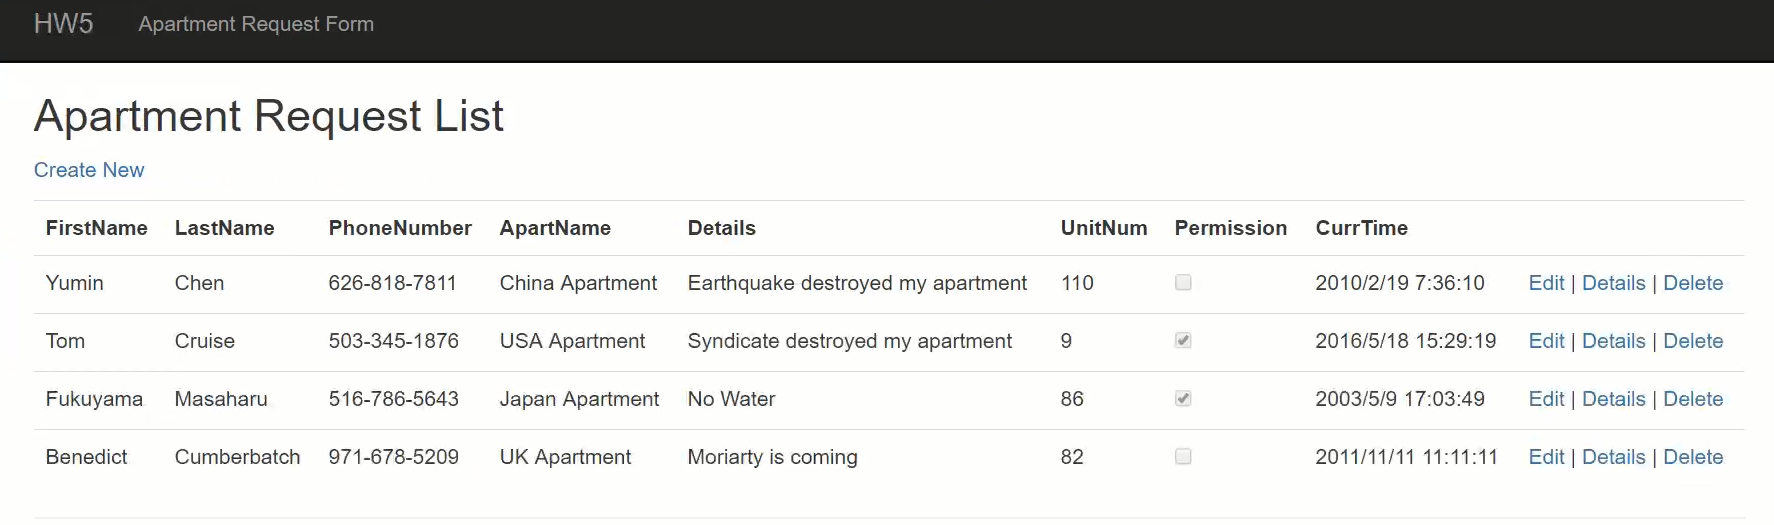 HW5 Apartment Request Form
Apartment Request List
Create New
FirstName LastName PhoneNumber ApartName Details UnitNum Permission CurrTime
Yumin Chen 626-818-7811 China Apartment Earthquake destroyed my apartment 110 2010/2/19 7:36:10 Edit | Details | Delete
Tom Cruise 503-345-1876 USA Apartment Syndicate destroyed my apartment 9 2016/5/18 15:29:19 Edit | Details | Delete
Fukuyama Masaharu 516-786-5643 Japan Apartment No Water 86 2003/5/9 17:03:49 Edit | Details | Delete
Benedict Cumberbatch 971-678-5209 UK Apartment Moriarty is coming 82 2011/11/11 11:11:11 Edit | Details | Delete